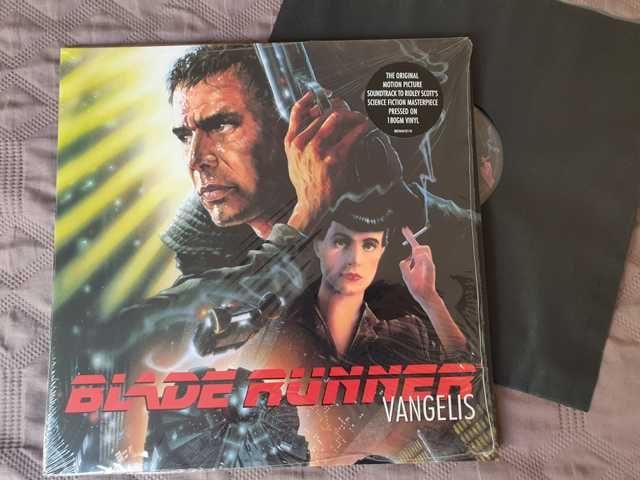 THE ORIGINAL
MOTION PICTURE
SOUNDTRACK TO RIDLEY SCOTT'S
SCIENCE FICTION MASTERPIECE
PRESSED ON
180GM VINYL
BLADE RUNNER
VANGELIS